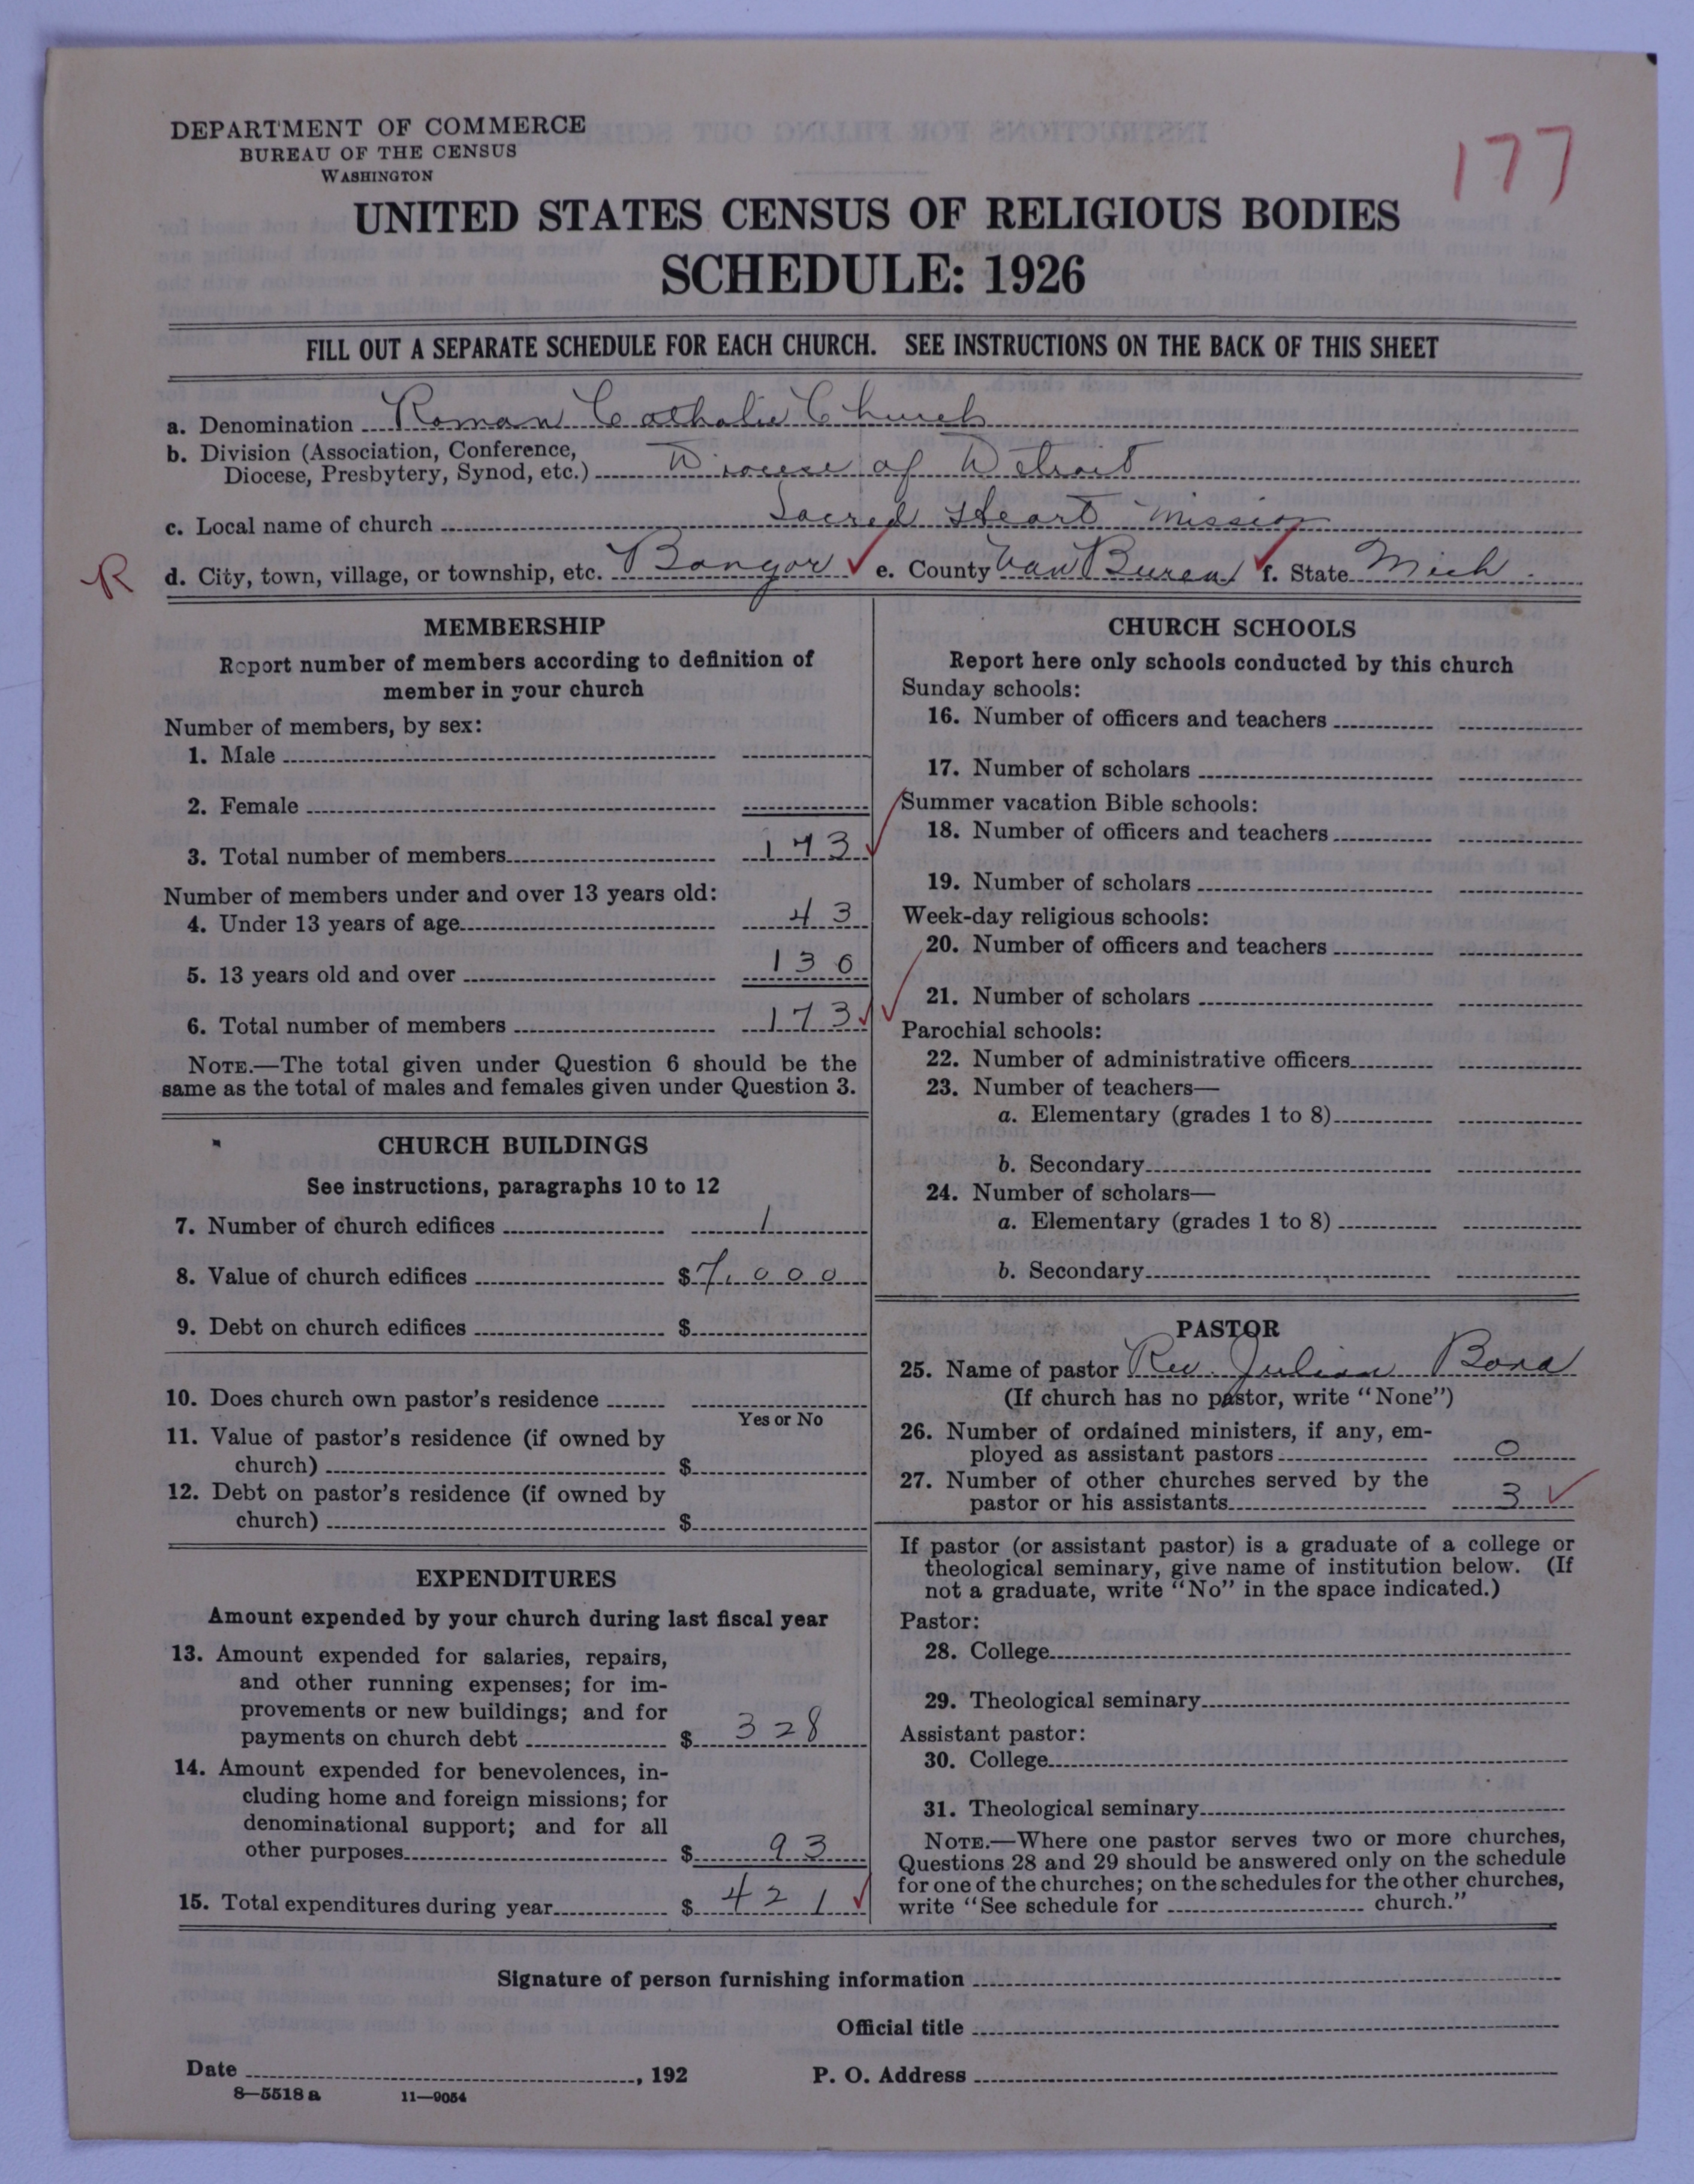 DEPARTMENT OF COMMERCE
BUREAU OF THE CENSUS
WASHINGTON
177
UNITED STATES CENSUS OF RELIGIOUS BODIES
SCHEDULE: 1926
FILL OUT A SEPARATE SCHEDULE FOR EACH CHURCH. SEE INSTRUCTIONS ON THE BACK OF THIS SHEET
a. Denomination Roman Catholic Church
b. Division (Association, Conference,
Diocese, Presbytery, Synod, etc.) Diocese of Detroit
c. Local name of church Sacred Heart Mission
R d. City, town, village, or township, etc. Bangor ✓ e. County Van Buren ✓ f. State Mich.
MEMBERSHIP
Report number of members according to definition of
member in your church
Number of members, by sex:
1. Male
2. Female
3. Total number of members 173 ✓
Number of members under and over 13 years old:
4. Under 13 years of age 43
5. 13 years old and over 130
6. Total number of members 173 ✓ ✓
NOTE.—The total given under Question 6 should be the
same as the total of males and females given under Question 3.
CHURCH BUILDINGS
See instructions, paragraphs 10 to 12
7. Number of church edifices 1
8. Value of church edifices $ 7,000
9. Debt on church edifices $
10. Does church own pastor's residence
Yes or No
11. Value of pastor's residence (if owned by
church) $
12. Debt on pastor's residence (if owned by
church) $
EXPENDITURES
Amount expended by your church during last fiscal year
13. Amount expended for salaries, repairs,
and other running expenses; for im-
provements or new buildings; and for
payments on church debt $ 328
14. Amount expended for benevolences, in-
cluding home and foreign missions; for
denominational support; and for all
other purposes $ 93
15. Total expenditures during year $ 421 ✓
CHURCH SCHOOLS
Report here only schools conducted by this church
Sunday schools:
16. Number of officers and teachers
17. Number of scholars
Summer vacation Bible schools:
18. Number of officers and teachers
19. Number of scholars
Week-day religious schools:
20. Number of officers and teachers
21. Number of scholars
Parochial schools:
22. Number of administrative officers
23. Number of teachers—
a. Elementary (grades 1 to 8)
b. Secondary
24. Number of scholars—
a. Elementary (grades 1 to 8)
b. Secondary
PASTOR
25. Name of pastor Rev. Julian
(If church has no pastor, write "None")
26. Number of ordained ministers, if any, em-
ployed as assistant pastors 0
27. Number of other churches served by the
pastor or his assistants 3 ✓
If pastor (or assistant pastor) is a graduate of a college or
theological seminary, give name of institution below. (If
not a graduate, write "No" in the space indicated.)
Pastor:
28. College
29. Theological seminary
Assistant pastor:
30. College
31. Theological seminary
NOTE.—Where one pastor serves two or more churches,
Questions 28 and 29 should be answered only on the schedule
for one of the churches; on the schedules for the other churches,
write "See schedule for church."
Signature of person furnishing information
Official title
Date , 192 P. O. Address
8—5518 a 11—9054